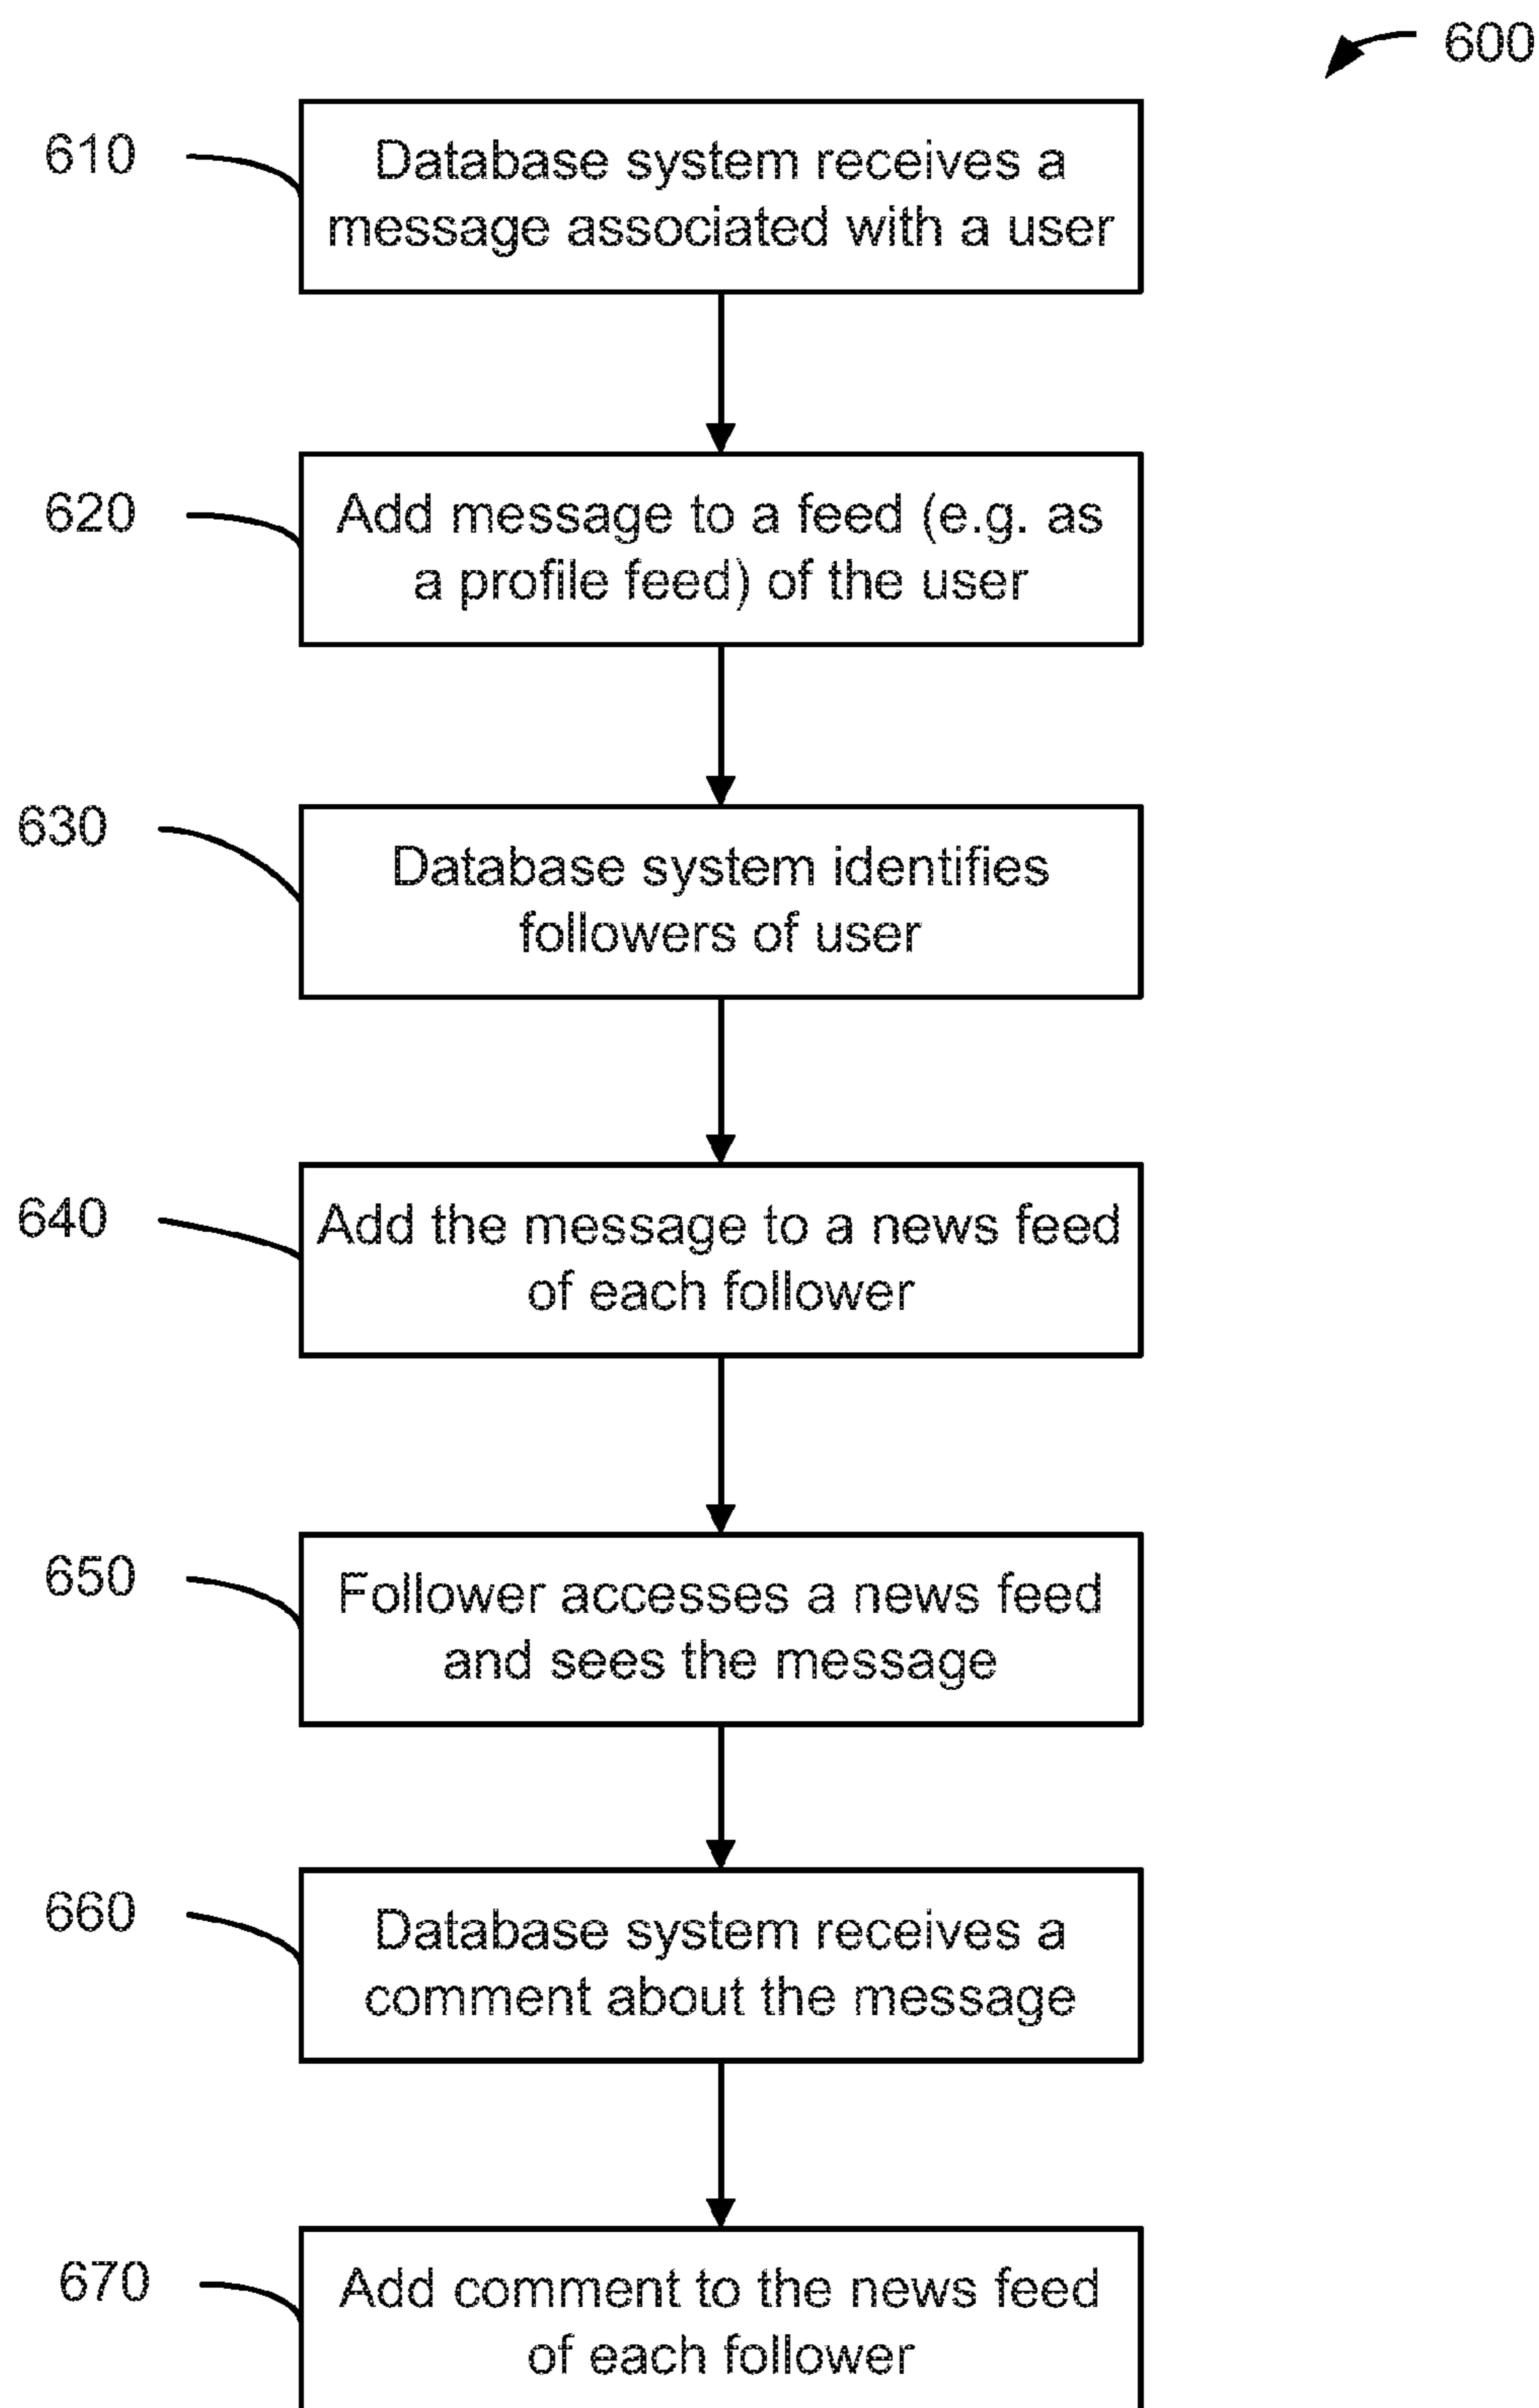 600
610
Database system receives a
message associated with a user
620
Add message to a feed (e.g. as
a profile feed) of the user
630
Database system identifies
followers of user
640
Add the message to a news feed
of each follower
650
Follower accesses a news feed
and sees the message
660
Database system receives a
comment about the message
670
Add comment to the news feed
of each follower